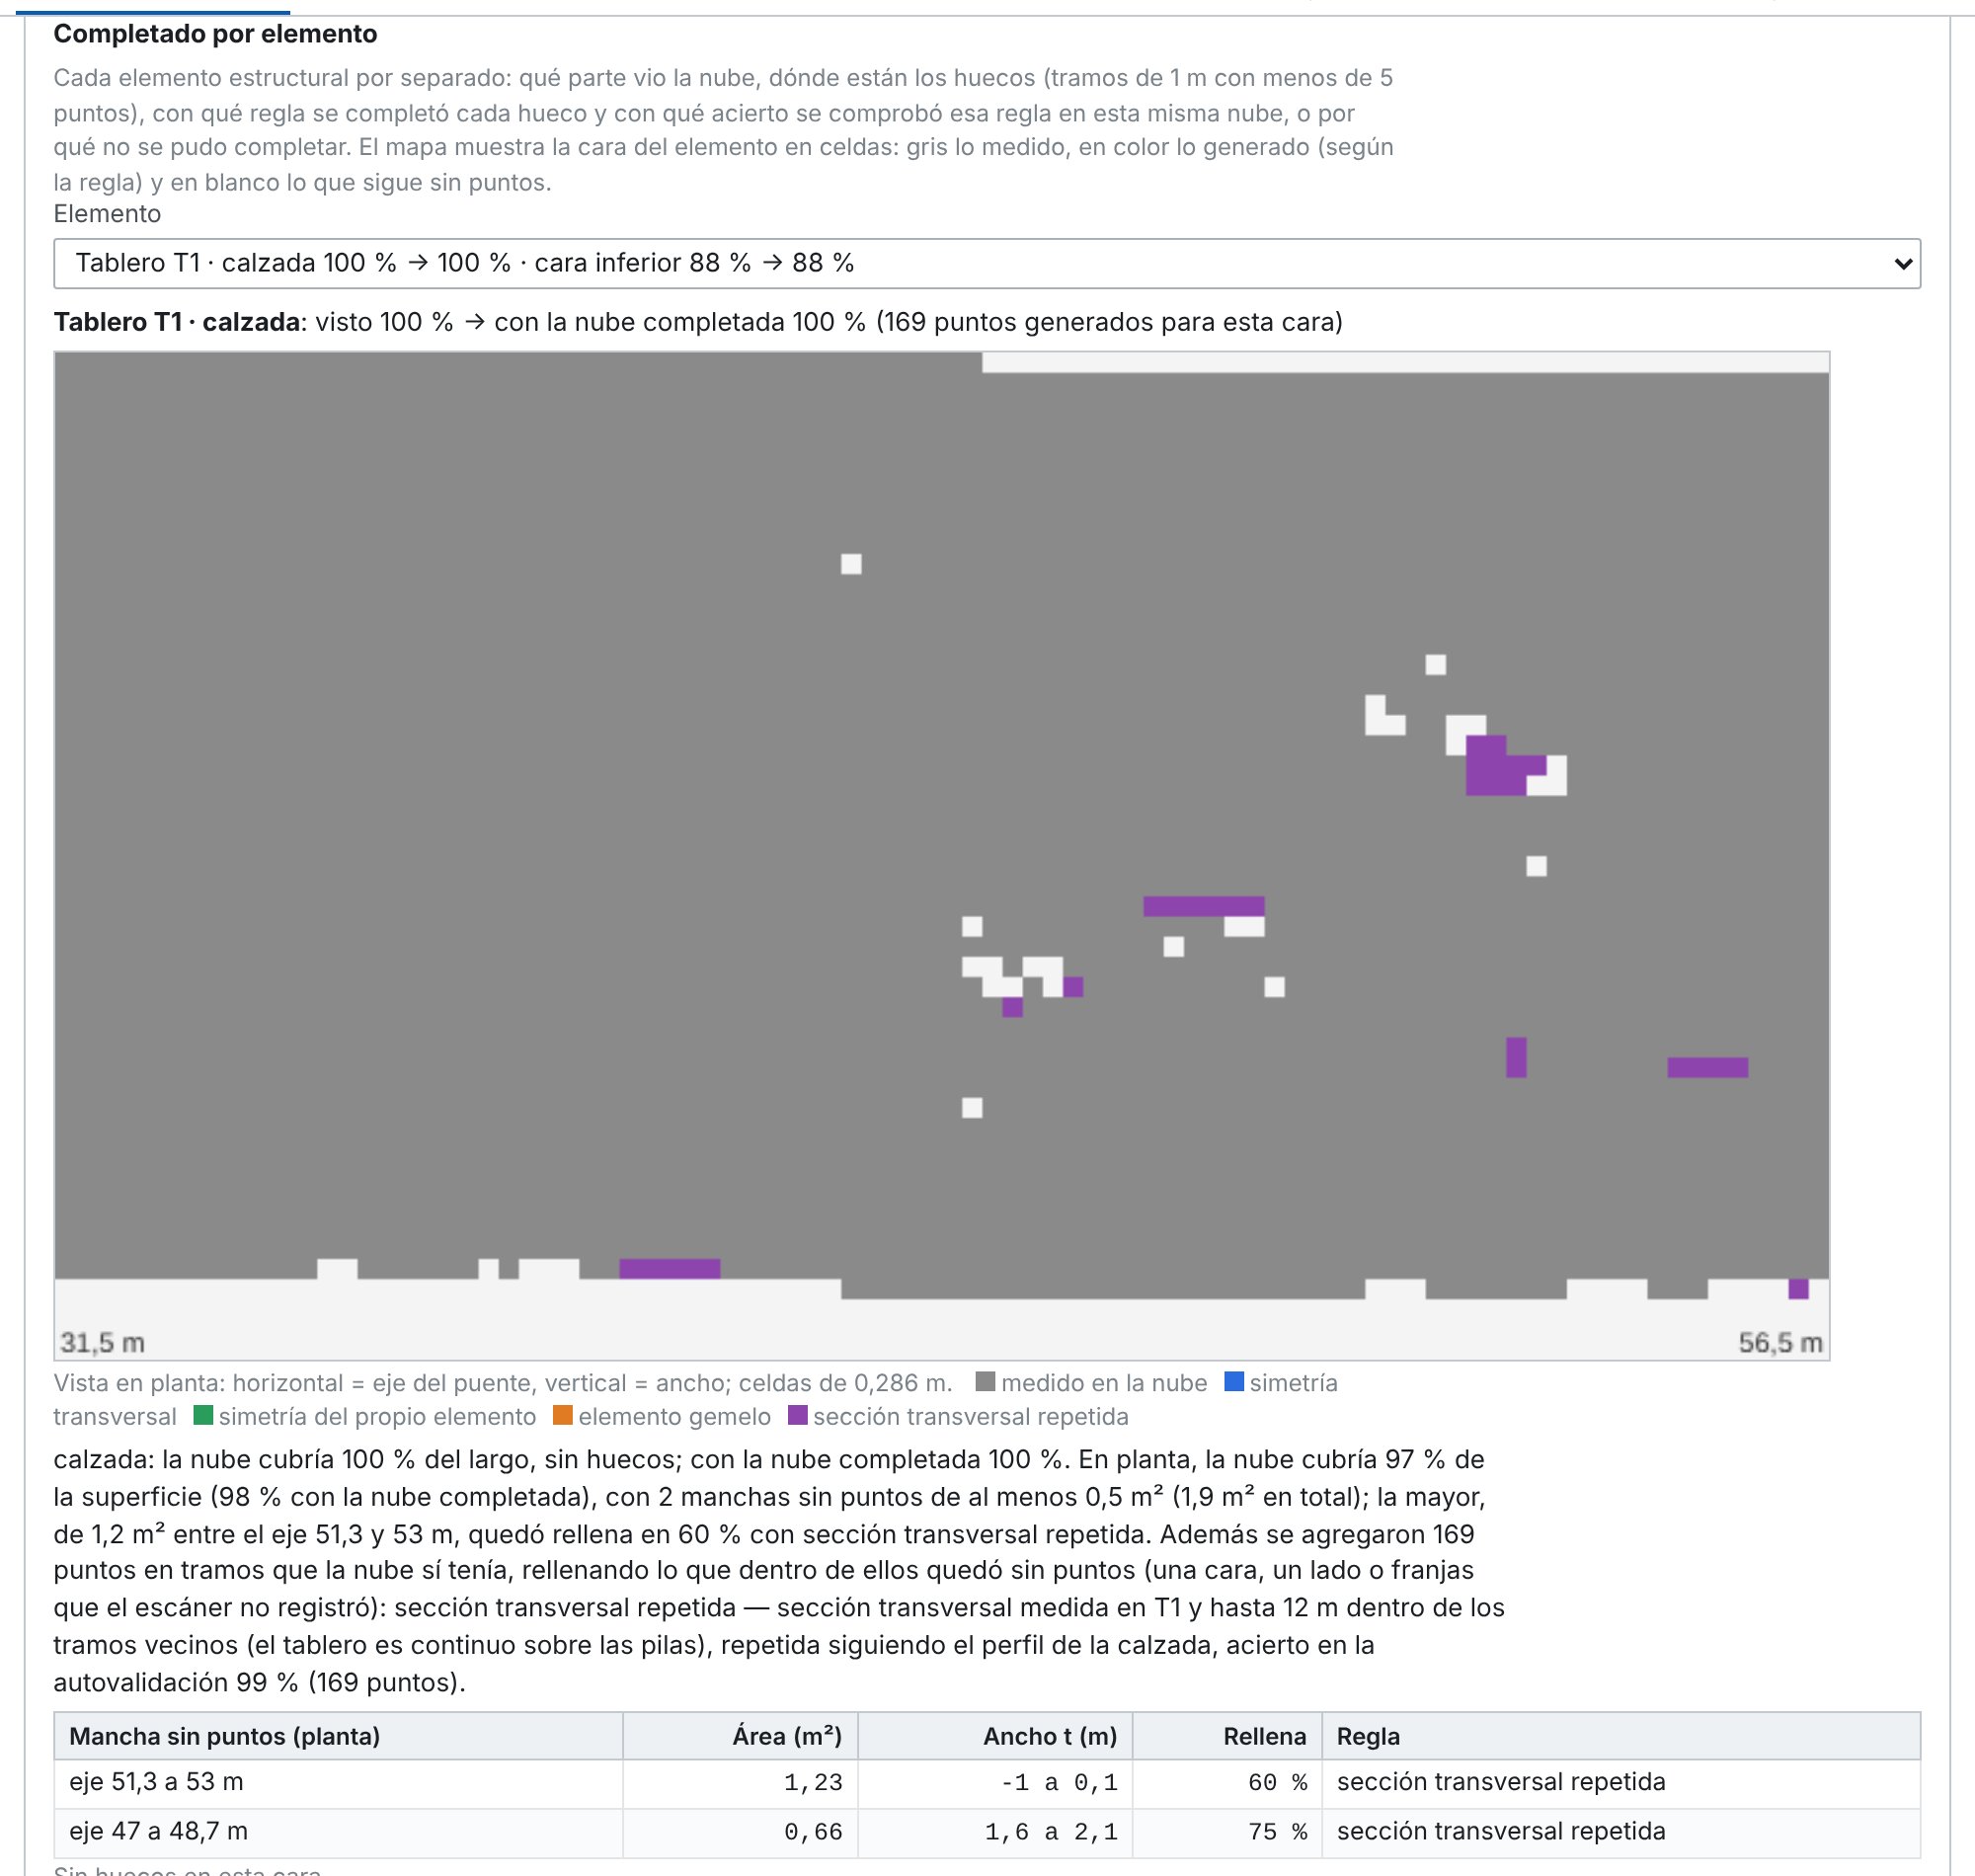 Completado por elemento
Cada elemento estructural por separado: qué parte vio la nube, dónde están los huecos (tramos de 1 m con menos de 5
puntos), con qué regla se completó cada hueco y con qué acierto se comprobó esa regla en esta misma nube, o por
qué no se pudo completar. El mapa muestra la cara del elemento en celdas: gris lo medido, en color lo generado (según
la regla) y en blanco lo que sigue sin puntos.
Elemento
Tablero T1 · calzada 100 % → 100 % · cara inferior 88 % → 88 %
Tablero T1 · calzada: visto 100 % → con la nube completada 100 % (169 puntos generados para esta cara)
31,5 m 56,5 m
Vista en planta: horizontal = eje del puente, vertical = ancho; celdas de 0,286 m. medido en la nube simetría
transversal simetría del propio elemento elemento gemelo sección transversal repetida
calzada: la nube cubría 100 % del largo, sin huecos; con la nube completada 100 %. En planta, la nube cubría 97 % de
la superficie (98 % con la nube completada), con 2 manchas sin puntos de al menos 0,5 m² (1,9 m² en total); la mayor,
de 1,2 m² entre el eje 51,3 y 53 m, quedó rellena en 60 % con sección transversal repetida. Además se agregaron 169
puntos en tramos que la nube sí tenía, rellenando lo que dentro de ellos quedó sin puntos (una cara, un lado o franjas
que el escáner no registró): sección transversal repetida — sección transversal medida en T1 y hasta 12 m dentro de los
tramos vecinos (el tablero es continuo sobre las pilas), repetida siguiendo el perfil de la calzada, acierto en la
autovalidación 99 % (169 puntos).
Mancha sin puntos (planta) Área (m²) Ancho t (m) Rellena Regla
eje 51,3 a 53 m 1,23 -1 a 0,1 60 % sección transversal repetida
eje 47 a 48,7 m 0,66 1,6 a 2,1 75 % sección transversal repetida
Sin huecos en esta cara